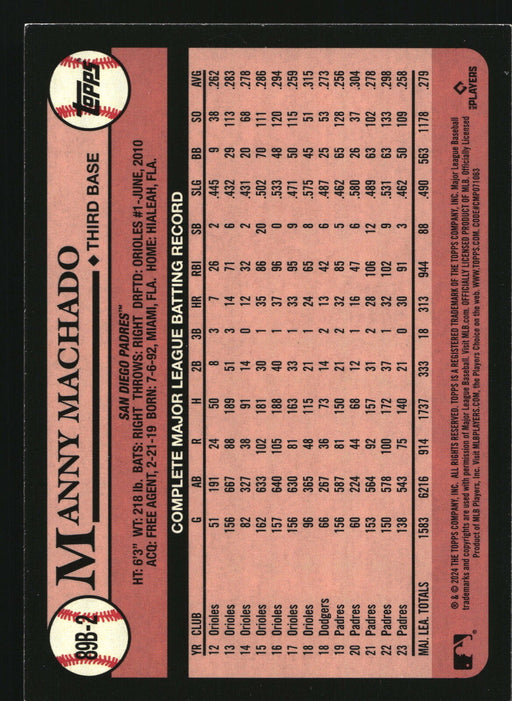 89B-2
MANNY MACHADO
◆ THIRD BASE
topps
SAN DIEGO PADRES™
HT: 6'3" WT: 218 lb. BATS: RIGHT THROWS: RIGHT DRFTD: ORIOLES #1-JUNE, 2010
ACQ: FREE AGENT, 2-21-19 BORN: 7-6-92, MIAMI, FLA. HOME: HIALEAH, FLA.
COMPLETE MAJOR LEAGUE BATTING RECORD
YR CLUB G AB R H 2B 3B HR RBI SB SLG BB SO AVG
12 Orioles 51 191 24 50 8 3 7 26 2 .445 9 38 .262
13 Orioles 156 667 88 189 51 3 14 71 6 .432 29 113 .283
14 Orioles 82 327 38 91 14 0 12 32 2 .431 20 68 .278
15 Orioles 162 633 102 181 30 1 35 86 20 .502 70 111 .286
16 Orioles 157 640 105 188 40 1 37 96 0 .533 48 120 .294
17 Orioles 156 630 81 163 33 1 33 95 9 .471 50 115 .259
18 Orioles 96 365 48 115 21 1 24 65 8 .575 45 51 .315
18 Dodgers 66 267 36 73 14 2 13 42 6 .487 25 53 .273
19 Padres 156 587 81 150 21 2 32 85 5 .462 65 128 .256
20 Padres 60 224 44 68 12 1 16 47 6 .580 26 37 .304
21 Padres 153 564 92 157 31 2 28 106 12 .489 63 102 .278
22 Padres 150 578 100 172 37 1 32 102 9 .531 63 133 .298
23 Padres 138 543 75 140 21 0 30 91 3 .462 50 109 .258
MAJ. LEA. TOTALS 1583 6216 914 1737 333 18 313 944 88 .490 563 1178 .279
® & © 2024 THE TOPPS COMPANY, INC. ALL RIGHTS RESERVED. TOPPS IS A REGISTERED TRADEMARK OF THE TOPPS COMPANY, INC. Major League Baseball
trademarks and copyrights are used with permission of Major League Baseball. Visit MLB.com. OFFICIALLY LICENSED PRODUCT OF MLB. Officially Licensed
Product of MLB Players, Inc. Visit MLBPLAYERS.COM, the Players Choice on the web. WWW.TOPPS.COM. CODE#CMP071063
MLB PLAYERS